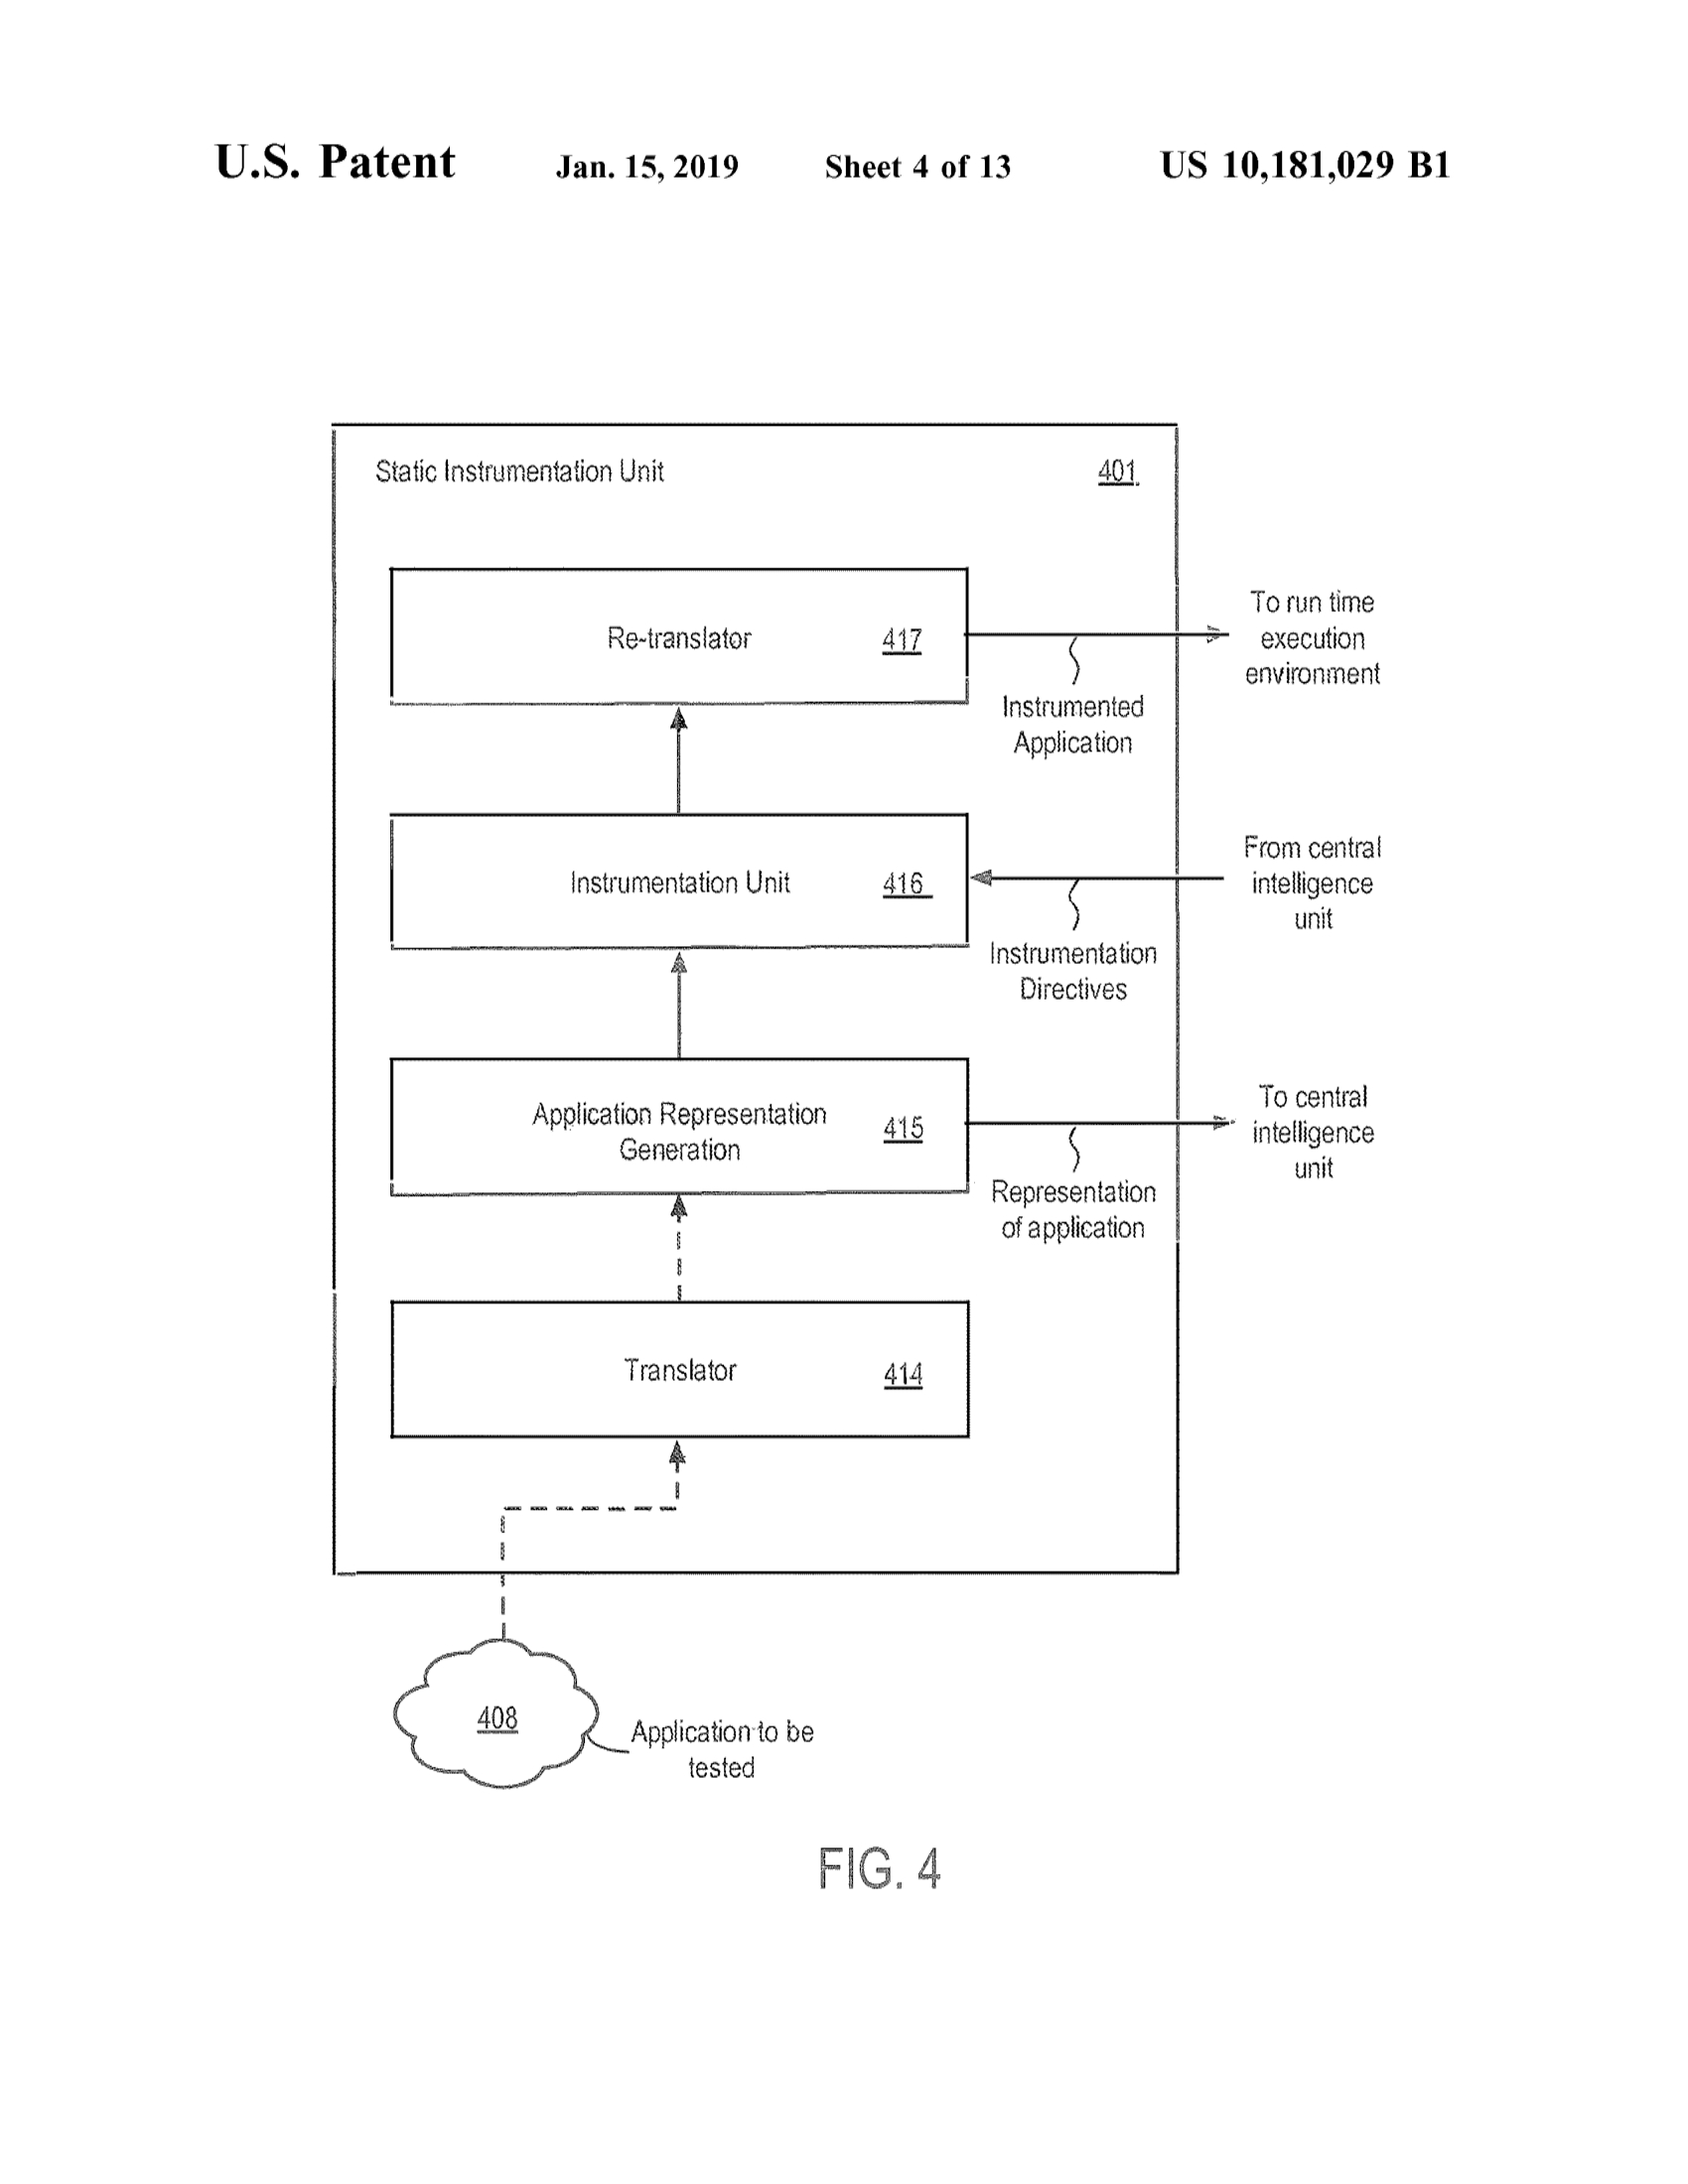 U.S. Patent Jan. 15, 2019 Sheet 4 of 13 US 10,181,029 B1
Static Instrumentation Unit 401
Re-translator 417
To run time
execution
environment
Instrumented
Application
Instrumentation Unit 416
From central
intelligence
unit
Instrumentation
Directives
Application Representation
Generation
415
To central
intelligence
unit
Representation
of application
Translator 414
408
Application to be
tested
FIG. 4